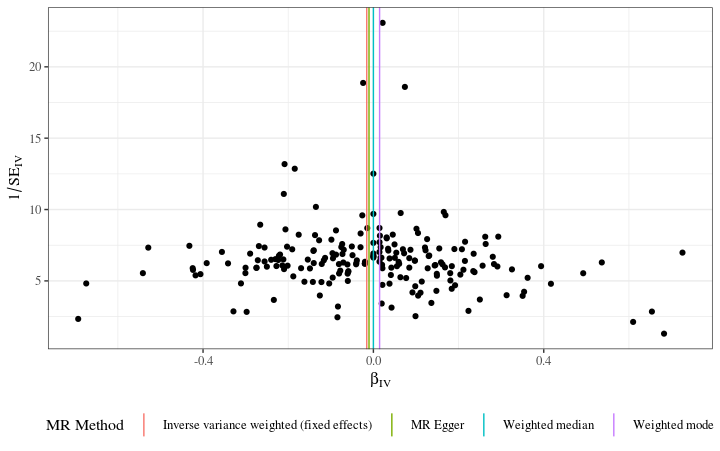 20
15
10
5
1/SE_IV
-0.4
0.0
0.4
β_IV
MR Method
Inverse variance weighted (fixed effects)
MR Egger
Weighted median
Weighted mode